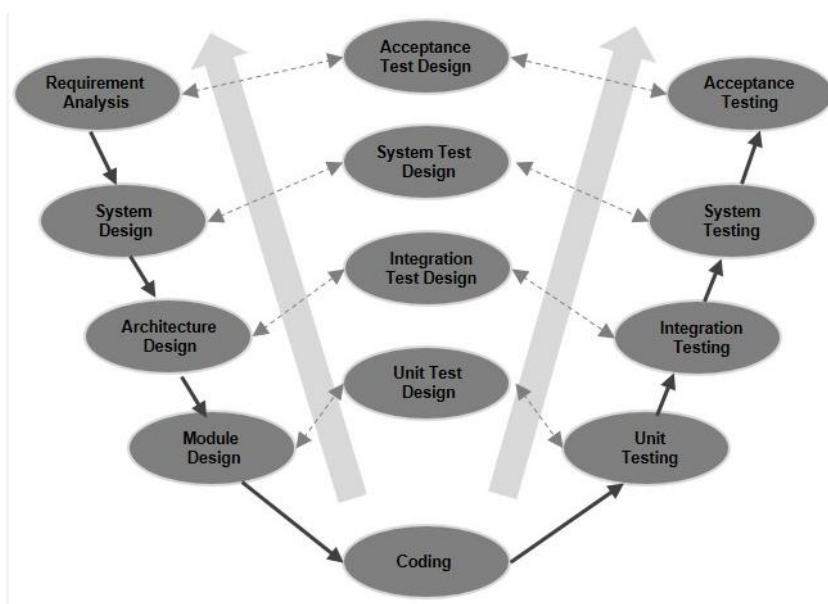 Acceptance
Test Design
Requirement
Analysis
Acceptance
Testing
System Test
Design
System
Design
System
Testing
Integration
Test Design
Architecture
Design
Integration
Testing
Unit Test
Design
Module
Design
Unit
Testing
Coding